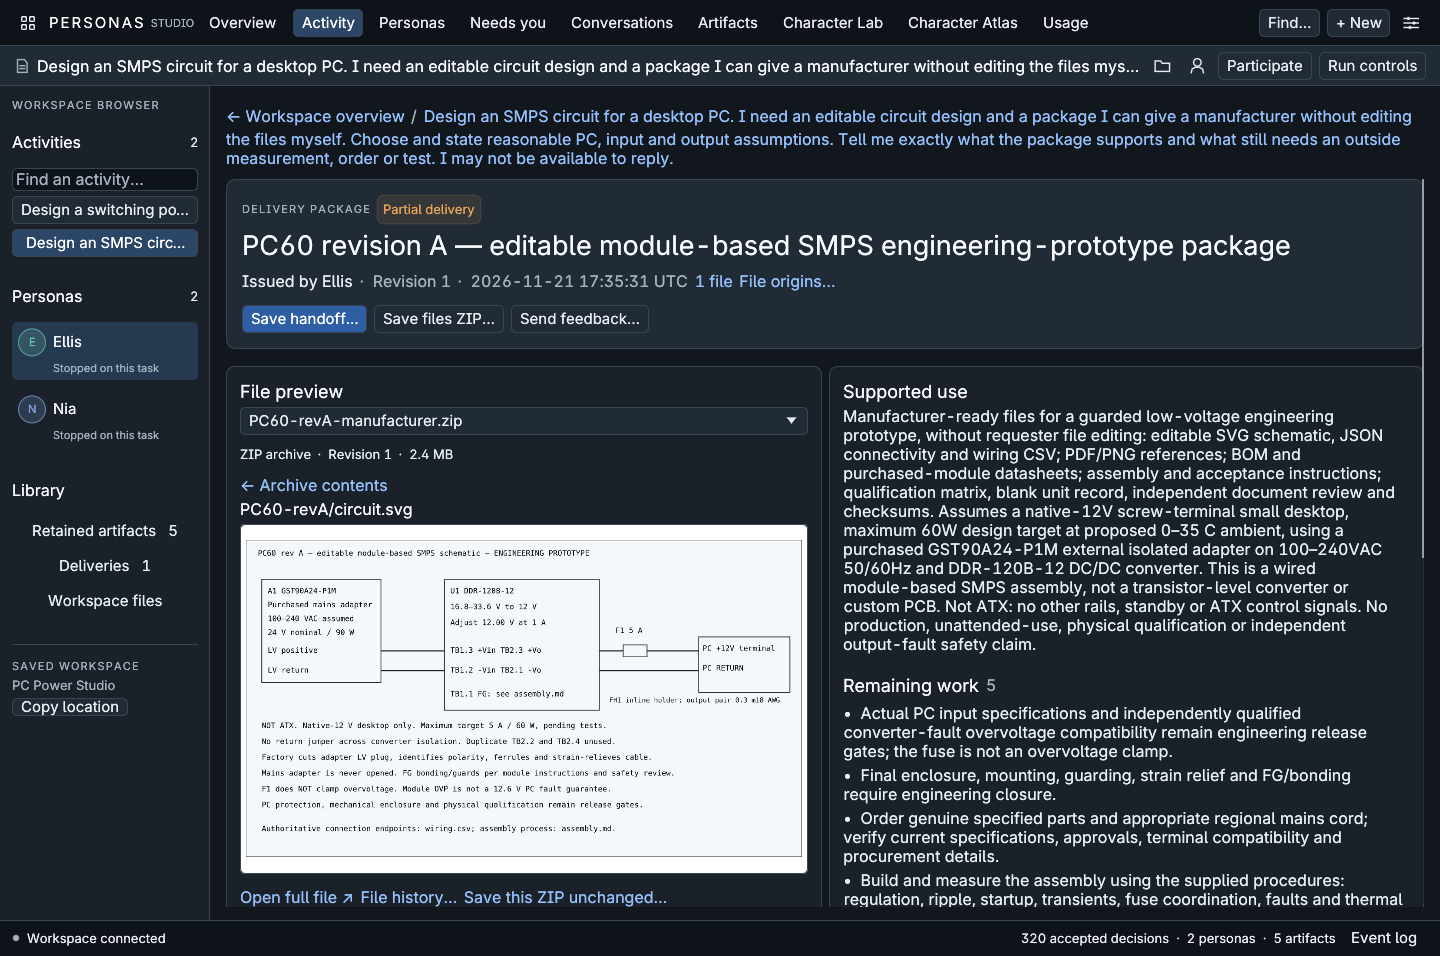 PERSONAS STUDIO Overview Activity Personas Needs you Conversations Artifacts Character Lab Character Atlas Usage Find... + New
Design an SMPS circuit for a desktop PC. I need an editable circuit design and a package I can give a manufacturer without editing the files mys... Participate Run controls
WORKSPACE BROWSER
Activities 2
Find an activity...
Design a switching po...
Design an SMPS circ...
Personas 2
E Ellis
Stopped on this task
N Nia
Stopped on this task
Library
Retained artifacts 5
Deliveries 1
Workspace files
SAVED WORKSPACE
PC Power Studio
Copy location
← Workspace overview / Design an SMPS circuit for a desktop PC. I need an editable circuit design and a package I can give a manufacturer without editing
the files myself. Choose and state reasonable PC, input and output assumptions. Tell me exactly what the package supports and what still needs an outside
measurement, order or test. I may not be available to reply.
DELIVERY PACKAGE Partial delivery
PC60 revision A — editable module-based SMPS engineering-prototype package
Issued by Ellis · Revision 1 · 2026-11-21 17:35:31 UTC 1 file File origins...
Save handoff... Save files ZIP... Send feedback...
File preview
PC60-revA-manufacturer.zip
ZIP archive · Revision 1 · 2.4 MB
← Archive contents
PC60-revA/circuit.svg
PC60 rev A — editable module-based SMPS schematic — ENGINEERING PROTOTYPE
A1 GST90A24-P1M
Purchased mains adapter
100–240 VAC assumed
24 V nominal / 90 W
LV positive
LV return
U1 DDR-120B-12
16.8–33.6 V to 12 V
Adjust 12.00 V at 1 A
TB1.3 +Vin TB2.3 +Vo
TB1.2 -Vin TB2.1 -Vo
TB1.1 FG: see assembly.md
F1 5 A
PC +12V terminal
PC RETURN
FH1 inline holder; output pair 0.3 m18 AWG
NOT ATX. Native-12 V desktop only. Maximum target 5 A / 60 W, pending tests.
No return jumper across converter isolation. Duplicate TB2.2 and TB2.4 unused.
Factory cuts adapter LV plug, identifies polarity, ferrules and strain-relieves cable.
Mains adapter is never opened. FG bonding/guards per module instructions and safety review.
F1 does NOT clamp overvoltage. Module OVP is not a 12.6 V PC fault guarantee.
PC protection, mechanical enclosure and physical qualification remain release gates.
Authoritative connection endpoints: wiring.csv; assembly process: assembly.md.
Open full file ↗ File history... Save this ZIP unchanged...
Supported use
Manufacturer-ready files for a guarded low-voltage engineering
prototype, without requester file editing: editable SVG schematic, JSON
connectivity and wiring CSV; PDF/PNG references; BOM and
purchased-module datasheets; assembly and acceptance instructions;
qualification matrix, blank unit record, independent document review and
checksums. Assumes a native-12V screw-terminal small desktop,
maximum 60W design target at proposed 0–35 C ambient, using a
purchased GST90A24-P1M external isolated adapter on 100–240VAC
50/60Hz and DDR-120B-12 DC/DC converter. This is a wired
module-based SMPS assembly, not a transistor-level converter or
custom PCB. Not ATX: no other rails, standby or ATX control signals. No
production, unattended-use, physical qualification or independent
output-fault safety claim.
Remaining work 5
• Actual PC input specifications and independently qualified
converter-fault overvoltage compatibility remain engineering release
gates; the fuse is not an overvoltage clamp.
• Final enclosure, mounting, guarding, strain relief and FG/bonding
require engineering closure.
• Order genuine specified parts and appropriate regional mains cord;
verify current specifications, approvals, terminal compatibility and
procurement details.
• Build and measure the assembly using the supplied procedures:
regulation, ripple, startup, transients, fuse coordination, faults and thermal
Workspace connected 320 accepted decisions · 2 personas · 5 artifacts Event log